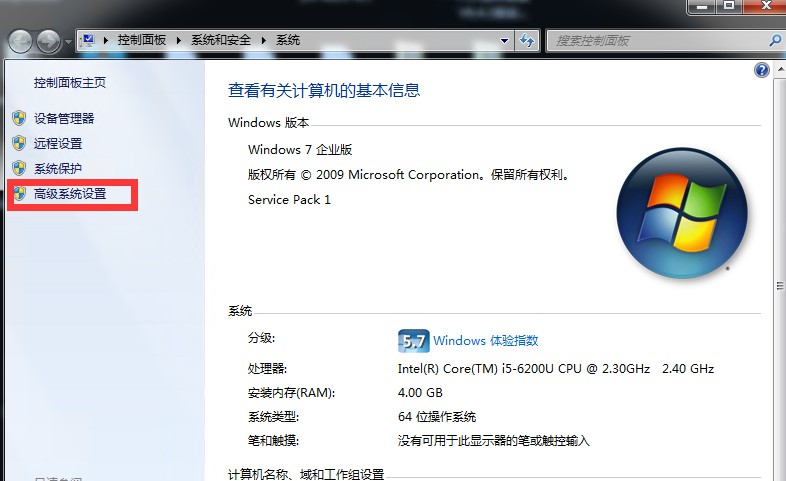 控制面板 系统和安全 系统
搜索控制面板
控制面板主页
设备管理器
远程设置
系统保护
高级系统设置
查看有关计算机的基本信息
Windows 版本
Windows 7 企业版
版权所有 © 2009 Microsoft Corporation。保留所有权利。
Service Pack 1
系统
分级: 5.7 Windows 体验指数
处理器: Intel(R) Core(TM) i5-6200U CPU @ 2.30GHz 2.40 GHz
安装内存(RAM): 4.00 GB
系统类型: 64 位操作系统
笔和触摸: 没有可用于此显示器的笔或触控输入
计算机名称、域和工作组设置